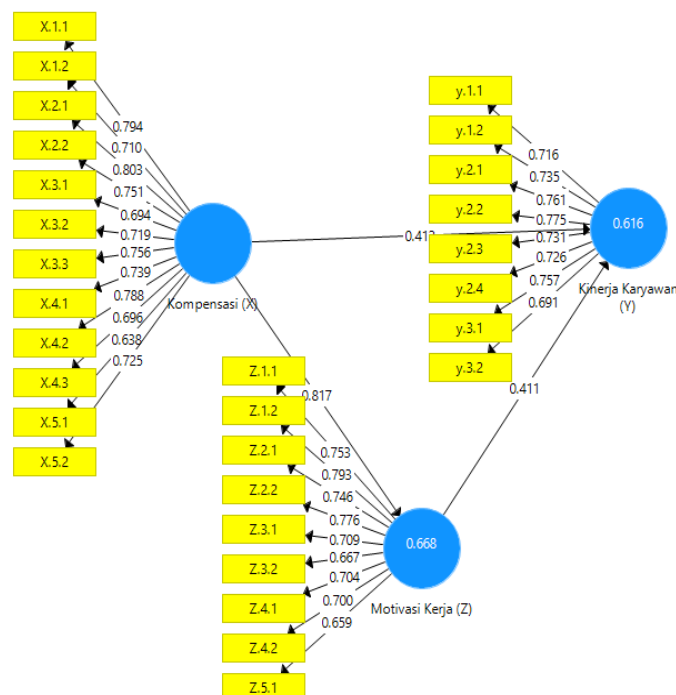 X.1.1
X.1.2
X.2.1
X.2.2
X.3.1
X.3.2
X.3.3
X.4.1
X.4.2
X.4.3
X.5.1
X.5.2
0.794
0.710
0.803
0.751
0.694
0.719
0.756
0.739
0.788
0.696
0.638
0.725
Kompensasi (X)
0.817
Z.1.1
Z.1.2
Z.2.1
Z.2.2
Z.3.1
Z.3.2
Z.4.1
Z.4.2
Z.5.1
0.753
0.793
0.746
0.776
0.709
0.667
0.704
0.700
0.659
0.668
Motivasi Kerja (Z)
0.411
y.1.1
y.1.2
y.2.1
y.2.2
y.2.3
y.2.4
y.3.1
y.3.2
0.716
0.735
0.761
0.775
0.731
0.726
0.757
0.691
0.616
Kinerja Karyawan
(Y)